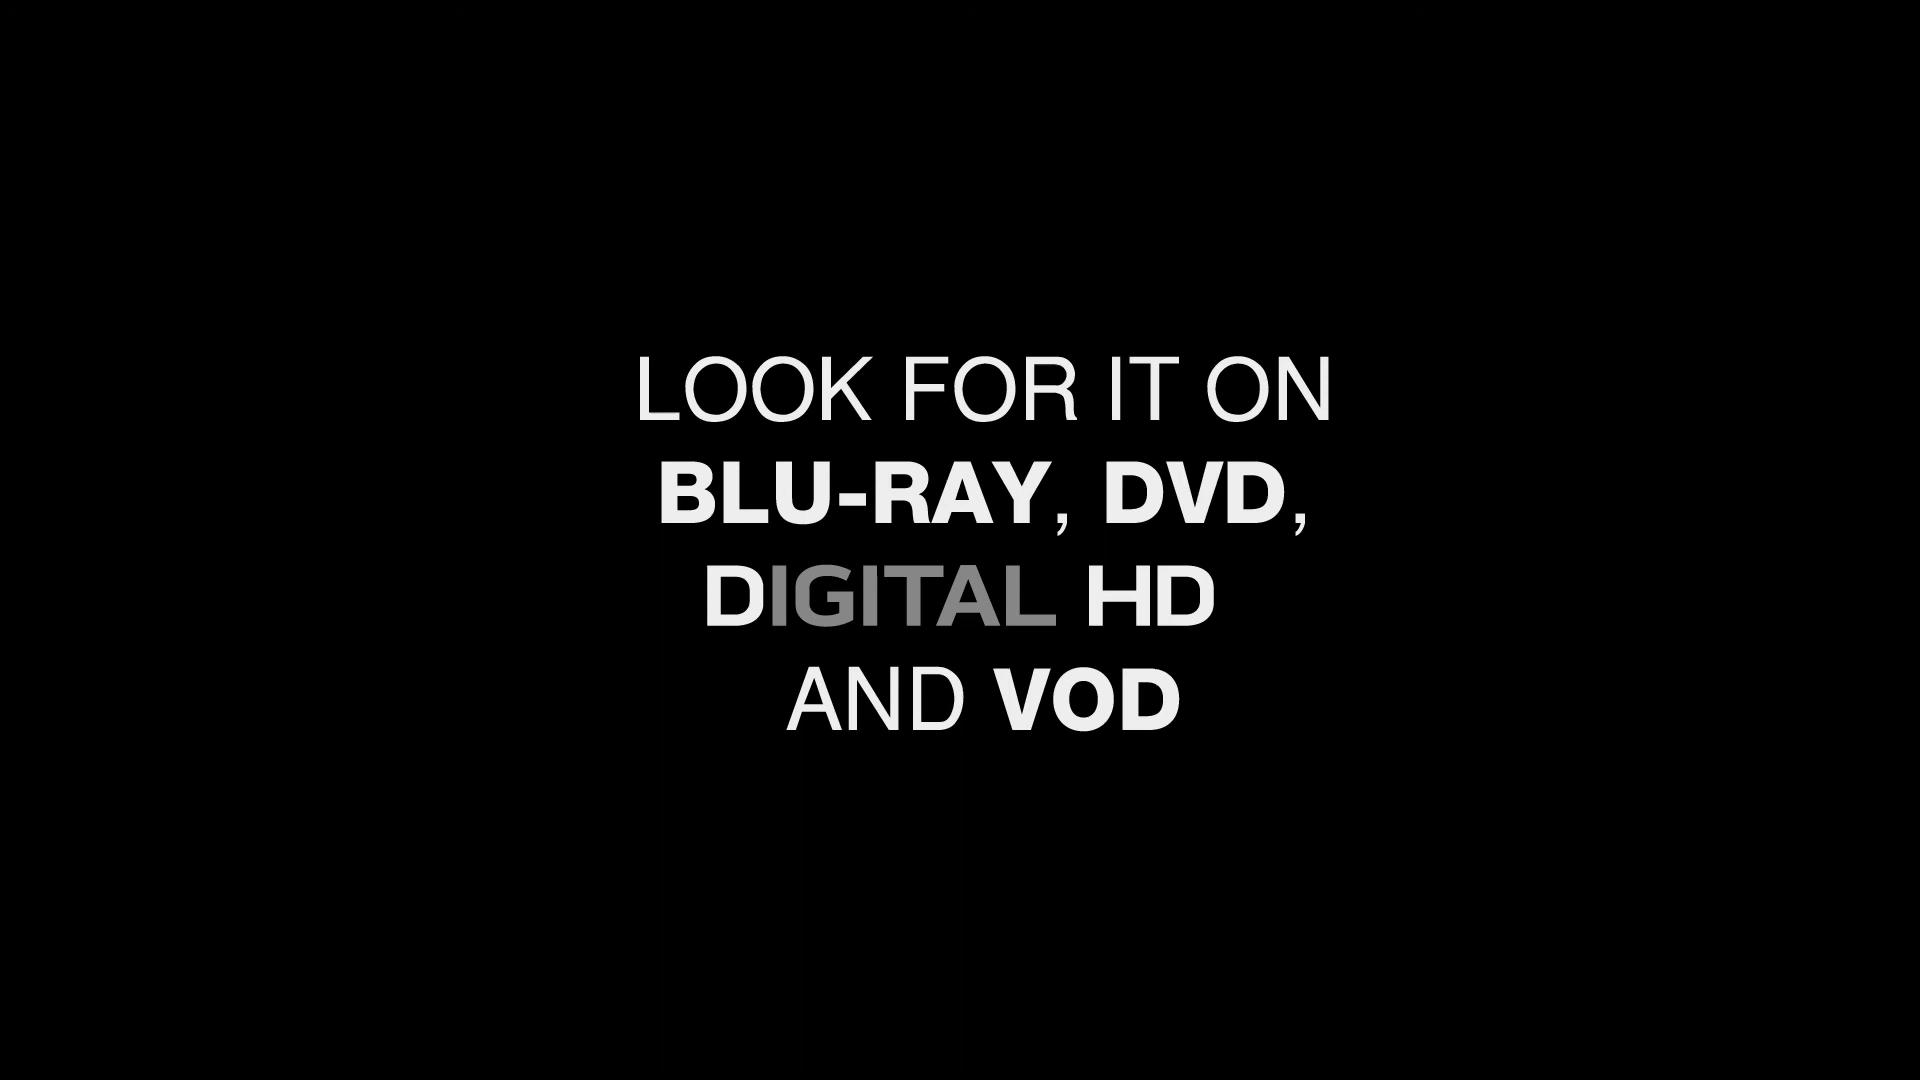 LOOK FOR IT ON
BLU-RAY, DVD,
DIGITAL HD
AND VOD